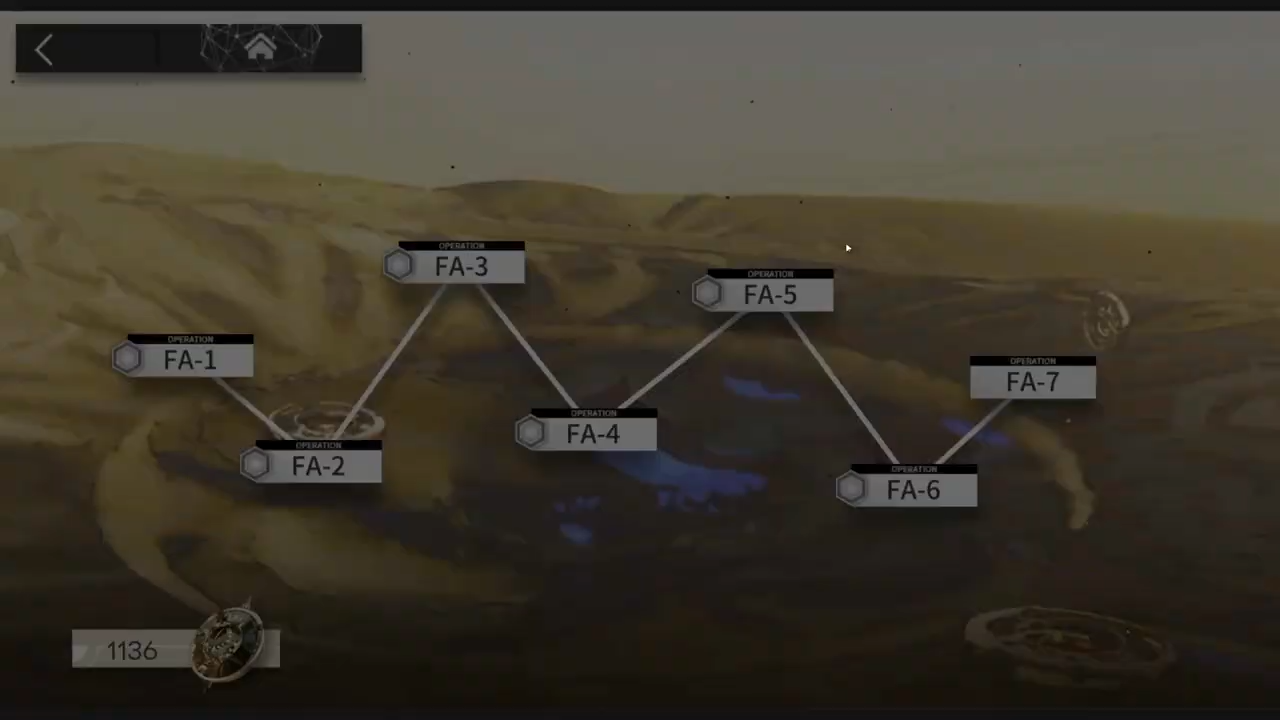 OPERATION
FA-3
OPERATION
FA-5
OPERATION
FA-1
OPERATION
FA-7
OPERATION
FA-4
OPERATION
FA-2
OPERATION
FA-6
1136